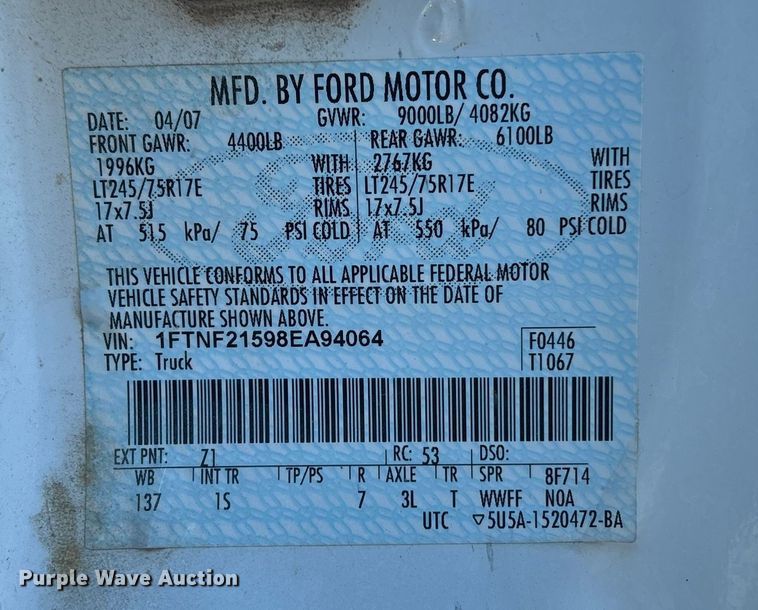 MFD. BY FORD MOTOR CO.
DATE: 04/07 GVWR: 9000LB/ 4082KG
FRONT GAWR: 4400LB REAR GAWR: 6100LB
1996KG WITH 2767KG WITH
LT245/75R17E TIRES LT245/75R17E TIRES
17x7.5J RIMS 17x7.5J RIMS
AT 515 kPa/ 75 PSI COLD AT 550 kPa/ 80 PSI COLD
THIS VEHICLE CONFORMS TO ALL APPLICABLE FEDERAL MOTOR
VEHICLE SAFETY STANDARDS IN EFFECT ON THE DATE OF
MANUFACTURE SHOWN ABOVE.
VIN: 1FTNF21598EA94064 F0446
TYPE: Truck T1067
EXT PNT: Z1 RC: 53 DSO:
WB INT TR TP/PS R AXLE TR SPR 8F714
137 1S 7 3L T WWFF NOA
UTC ▽5U5A-1520472-BA
Purple Wave Auction